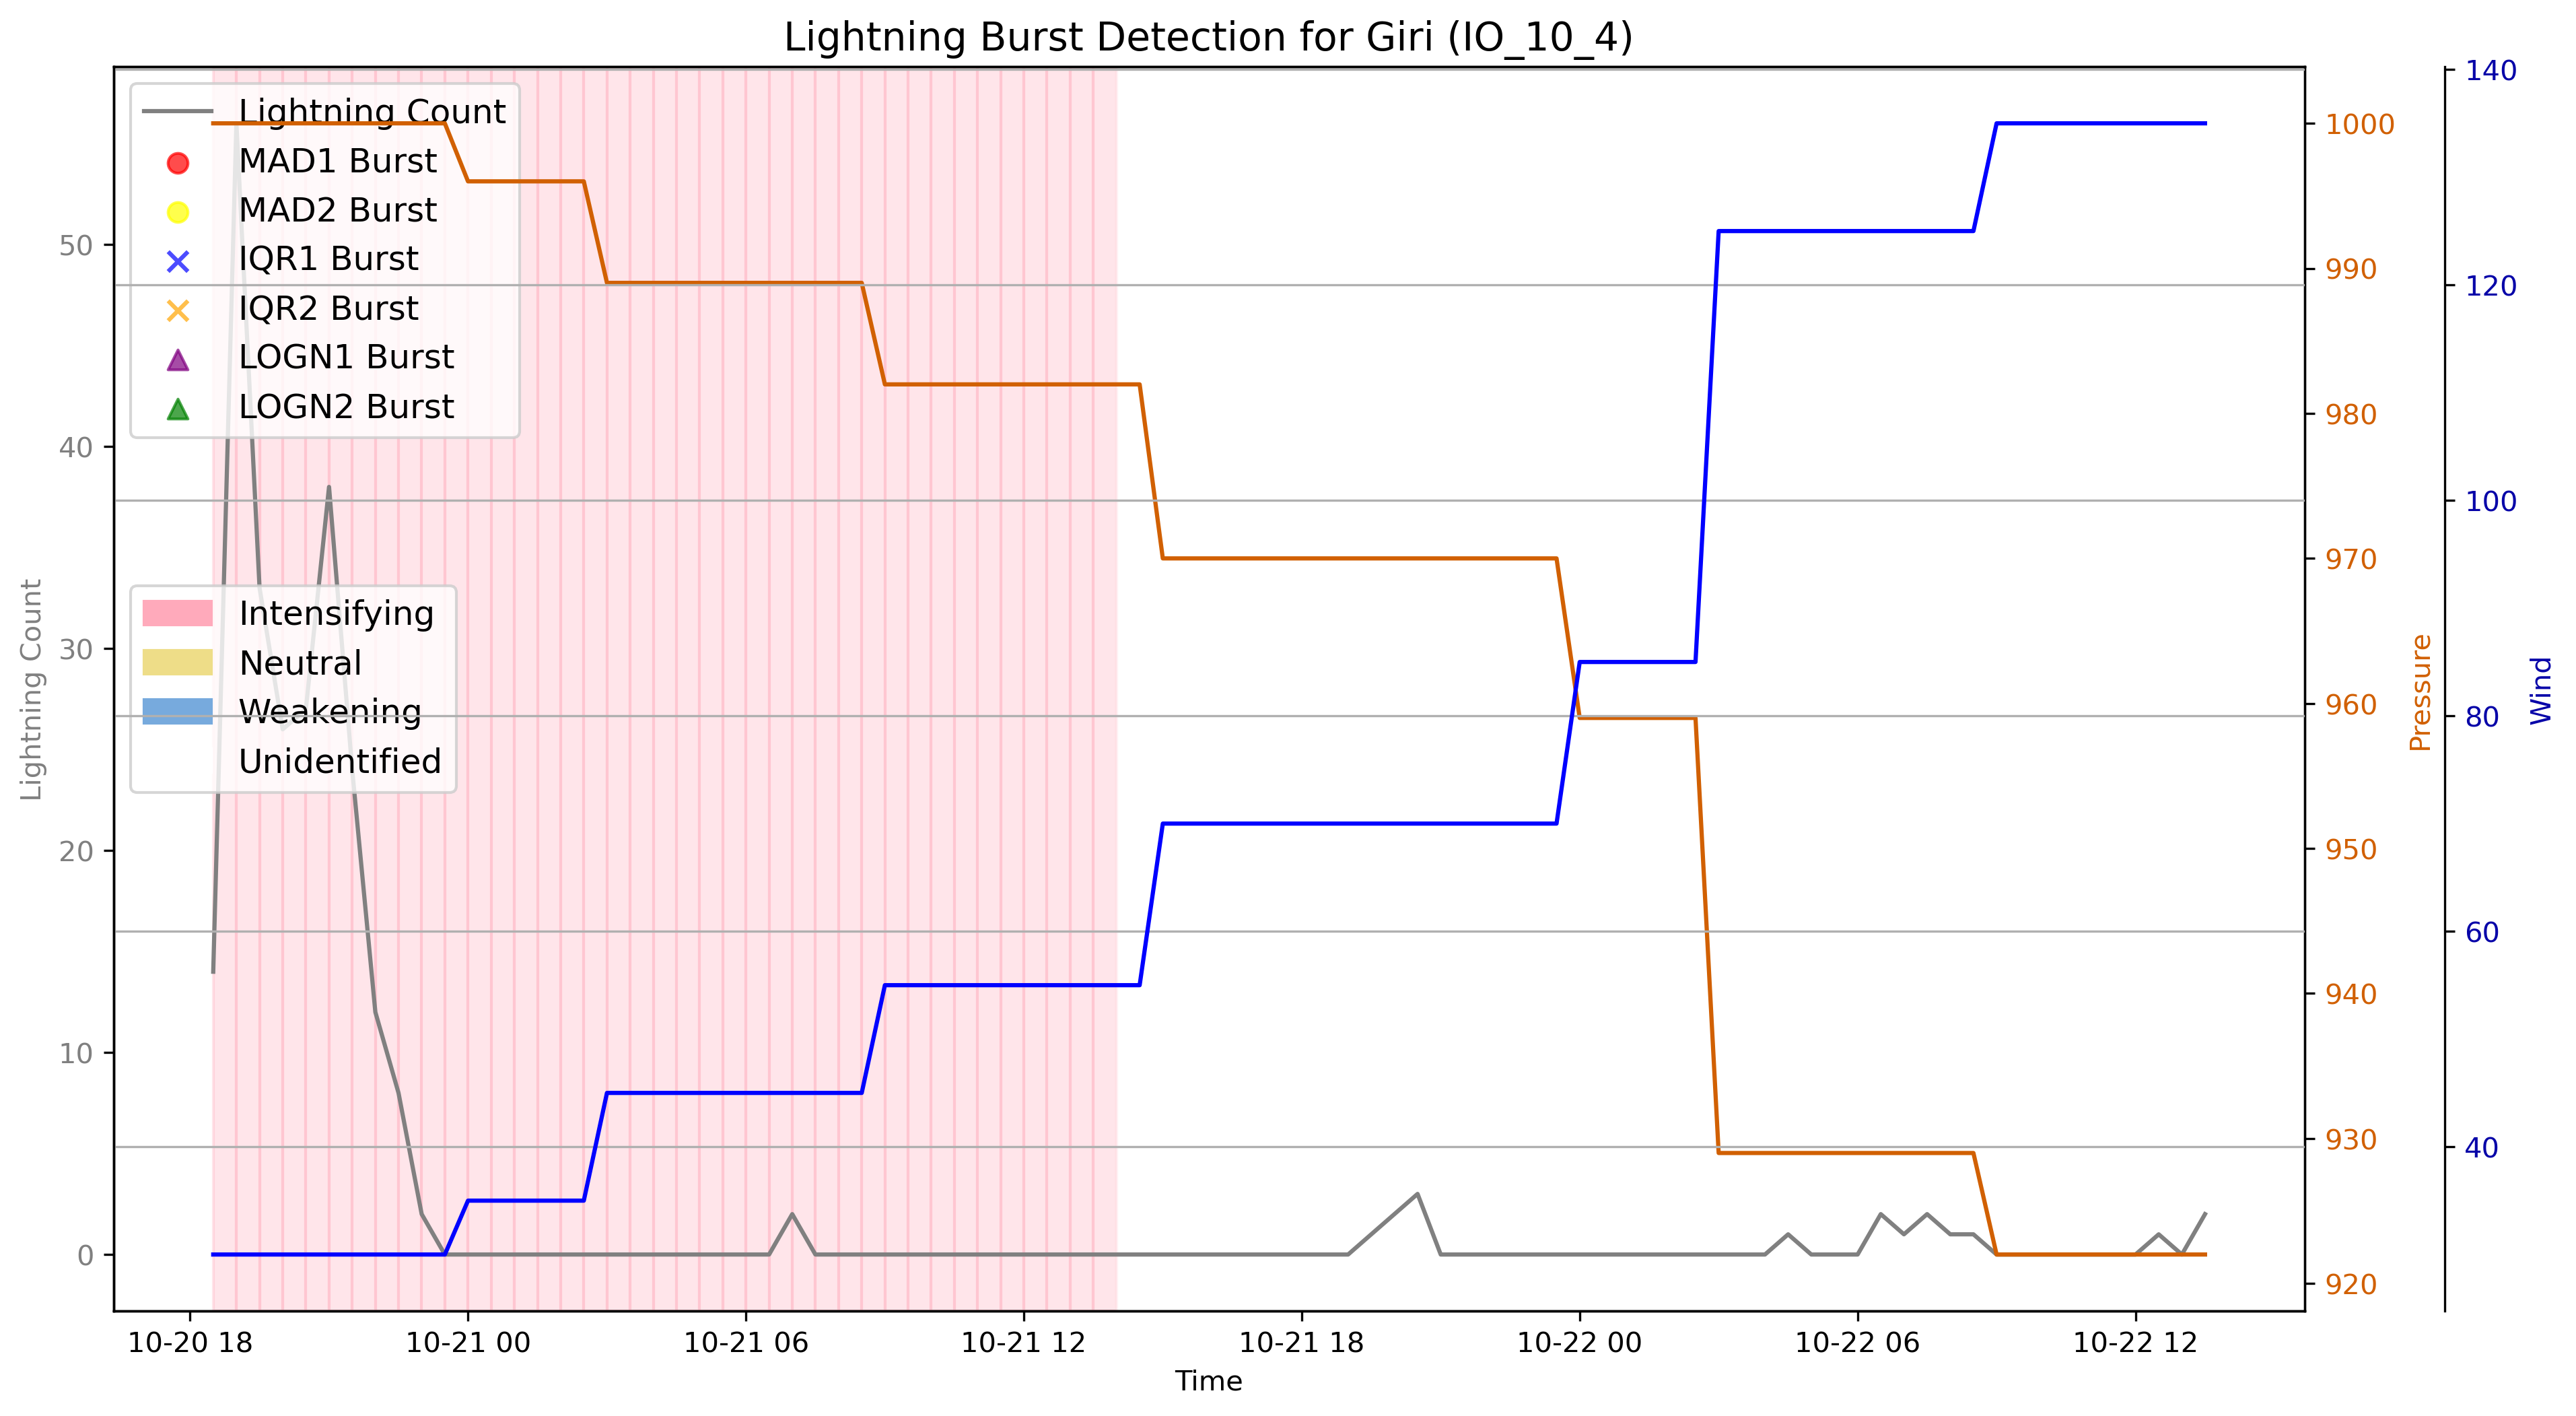 Lightning Burst Detection for Giri (IO_10_4)
Lightning Count
MAD1 Burst
MAD2 Burst
IQR1 Burst
IQR2 Burst
LOGN1 Burst
LOGN2 Burst
Intensifying
Neutral
Weakening
Unidentified
Lightning Count
50
40
30
20
10
0
1000
990
980
970
960
950
940
930
920
Pressure
140
120
100
80
60
40
Wind
10-20 18
10-21 00
10-21 06
10-21 12
10-21 18
10-22 00
10-22 06
10-22 12
Time